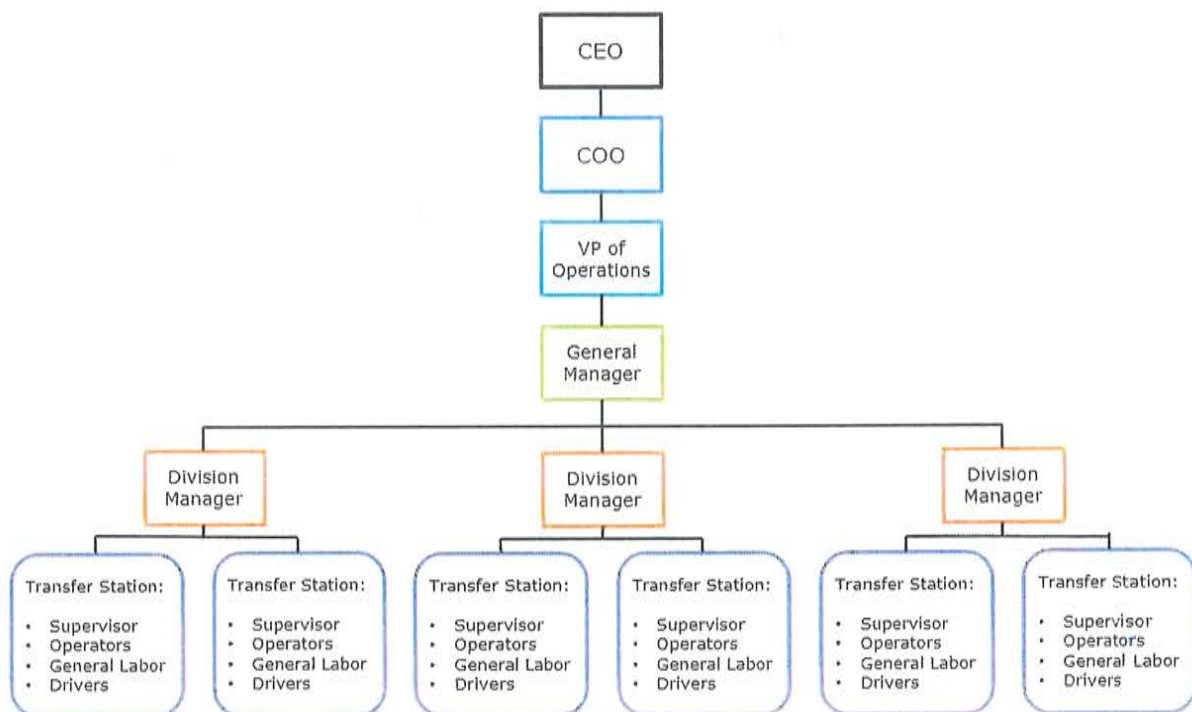 CEO
COO
VP of
Operations
General
Manager
Division
Manager
Division
Manager
Division
Manager
Transfer Station:
• Supervisor
• Operators
• General Labor
• Drivers
Transfer Station:
• Supervisor
• Operators
• General Labor
• Drivers
Transfer Station:
• Supervisor
• Operators
• General Labor
• Drivers
Transfer Station:
• Supervisor
• Operators
• General Labor
• Drivers
Transfer Station:
• Supervisor
• Operators
• General Labor
• Drivers
Transfer Station:
• Supervisor
• Operators
• General Labor
• Drivers